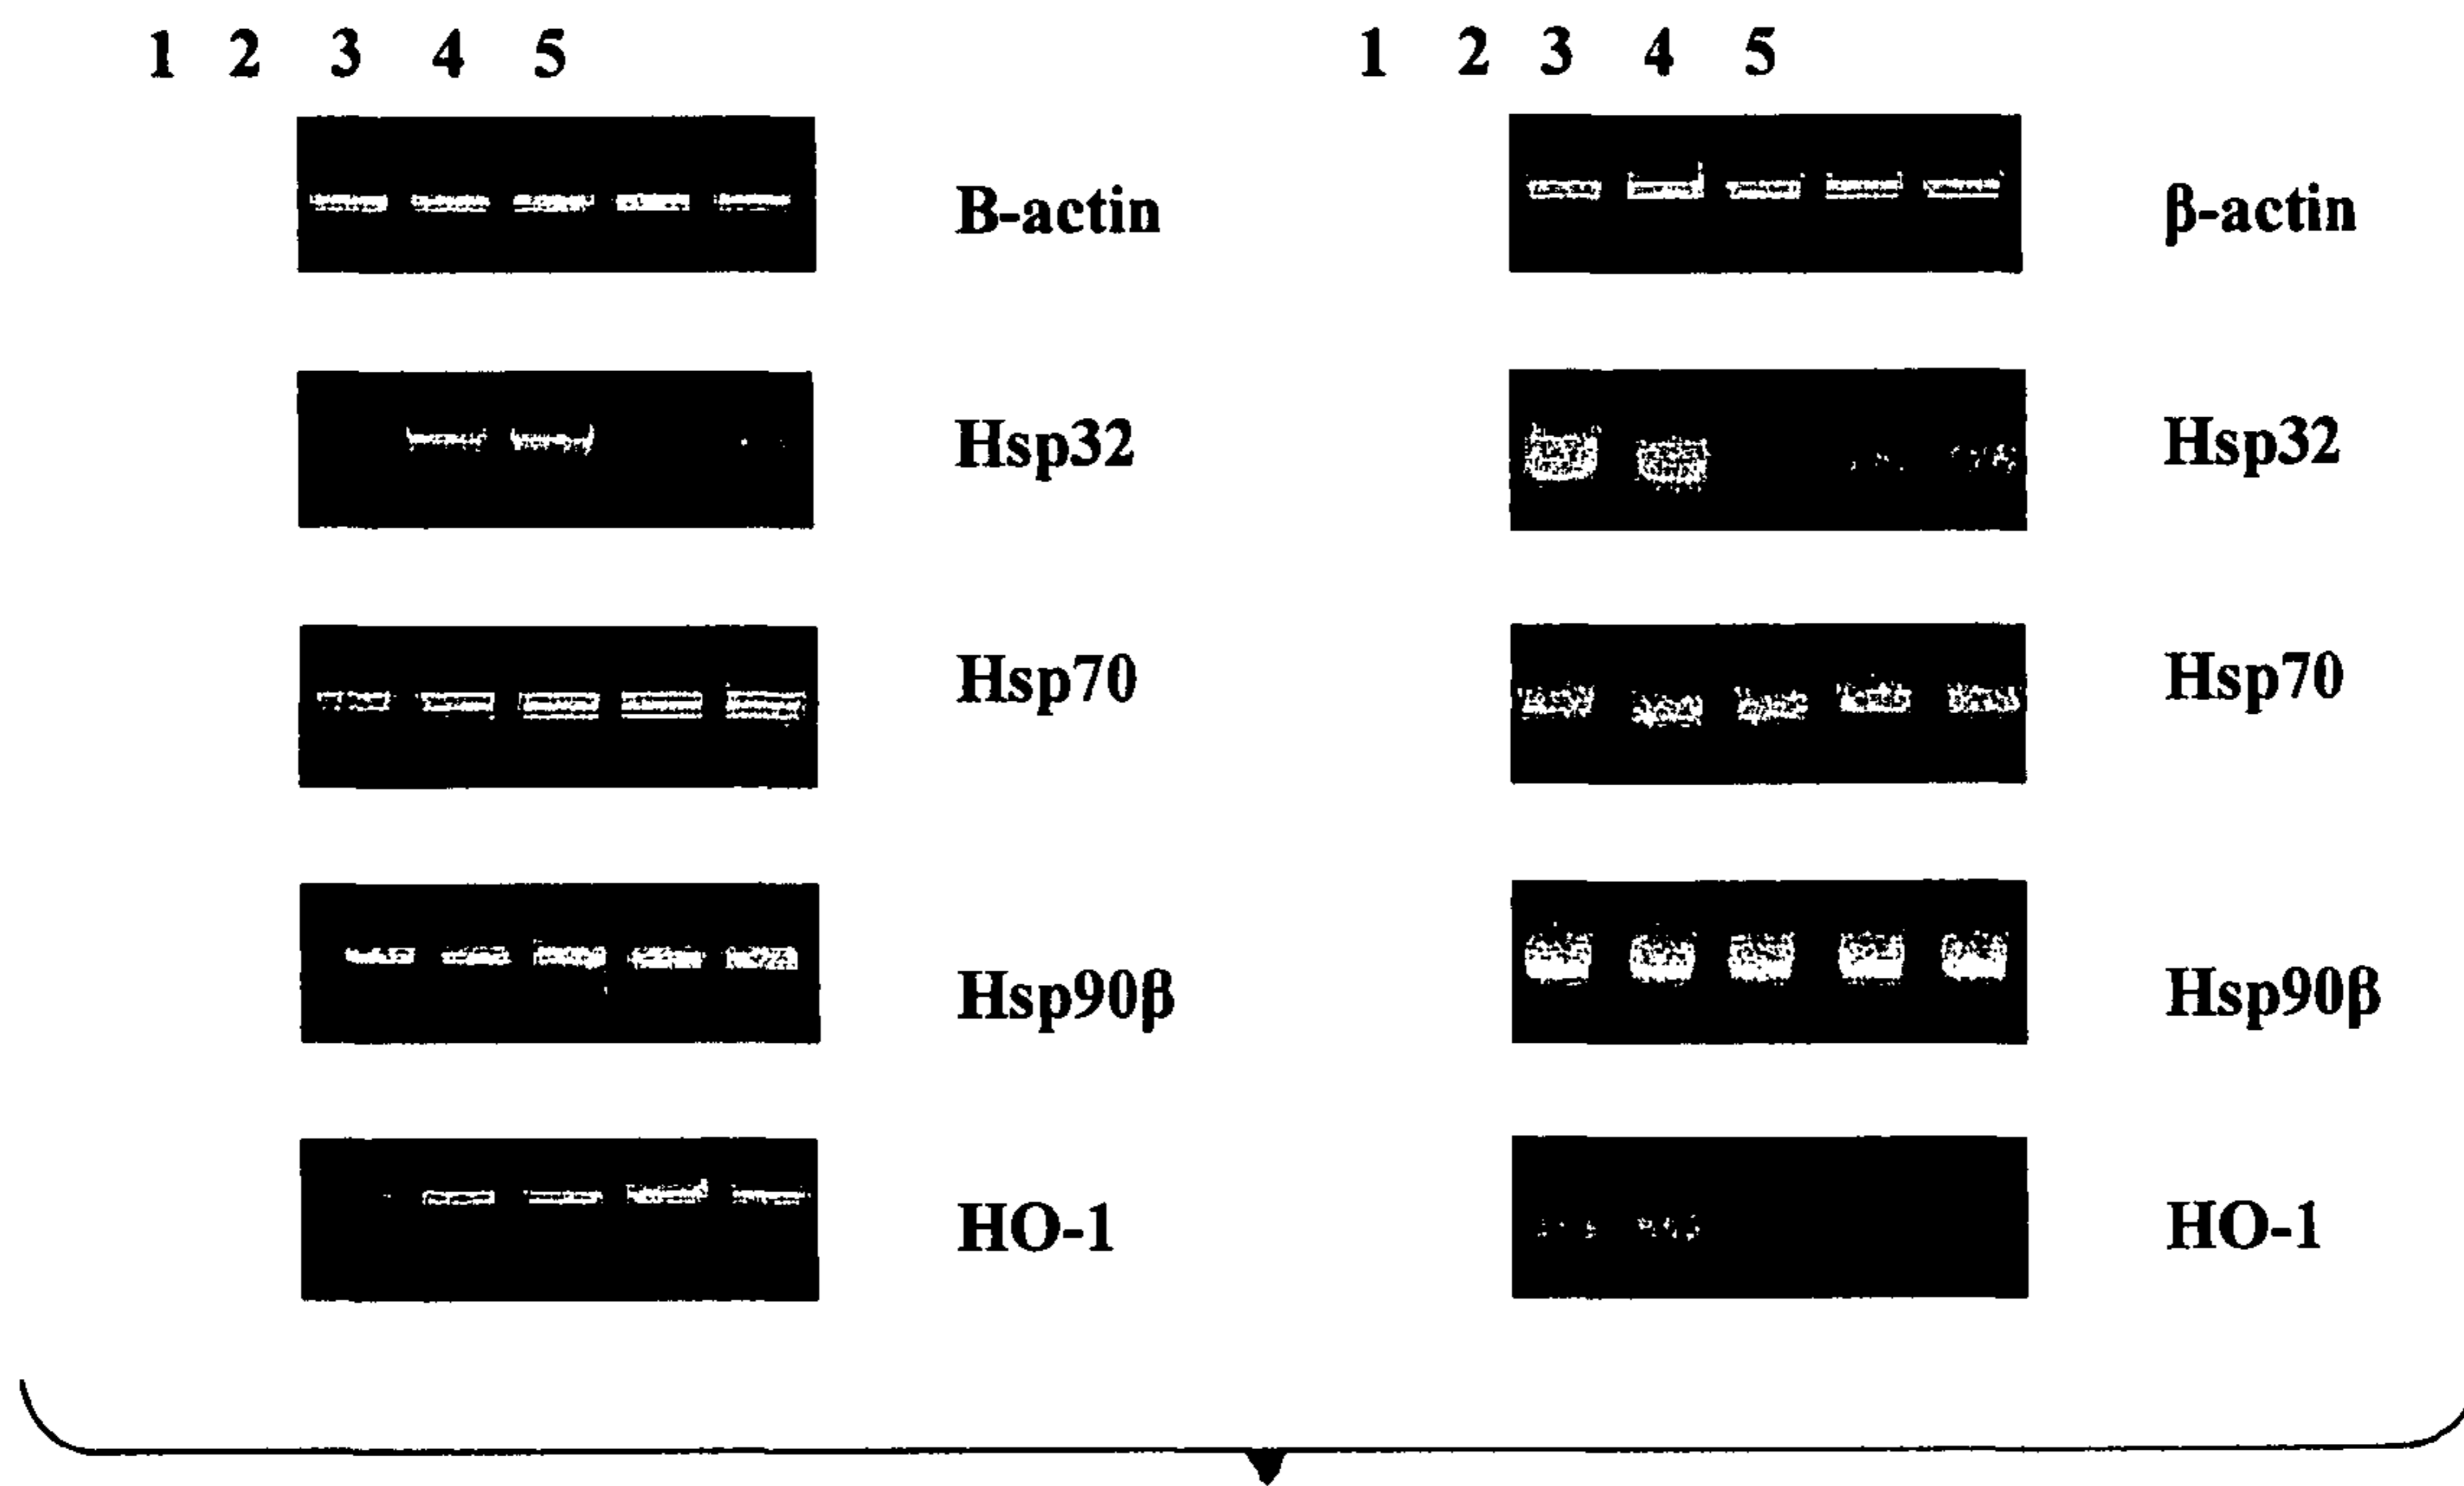 1 2 3 4 5
1 2 3 4 5
B-actin
β-actin
Hsp32
Hsp32
Hsp70
Hsp70
Hsp90β
Hsp90β
HO-1
HO-1